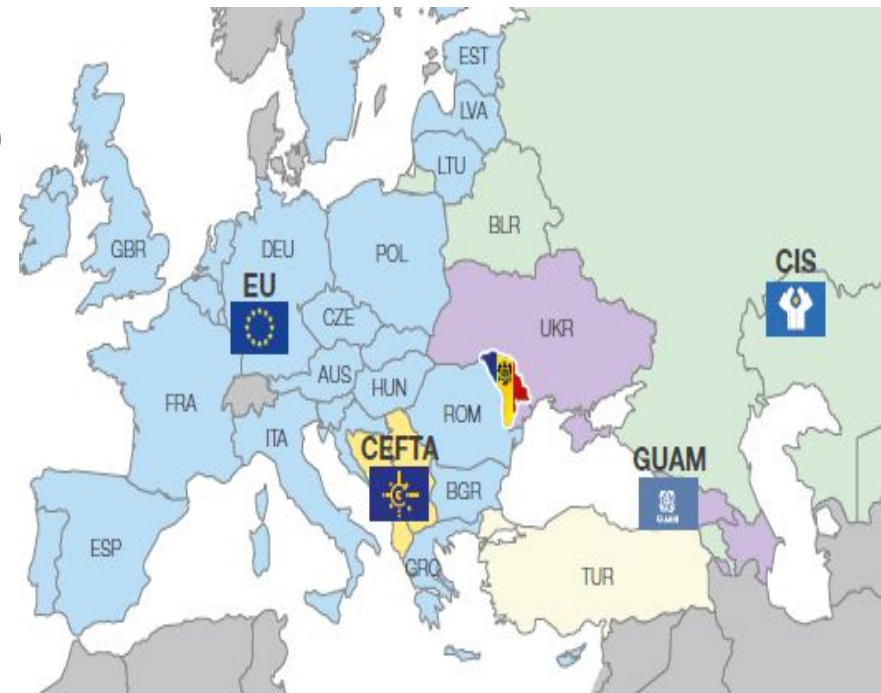 EST
LVA
LTU
BLR
GBR
DEU
POL
EU
CIS
CZE
UKR
AUS
HUN
FRA
ROM
ITA
CEFTA
GUAM
BGR
ESP
GRC
TUR